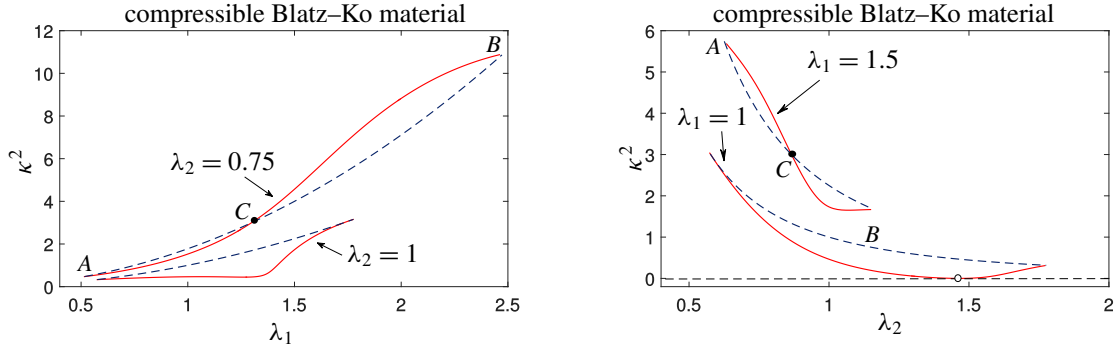 compressible Blatz–Ko material
12
10
8
6
4
2
0
κ²
0.5
1
1.5
2
2.5
λ₁
A
B
C
λ₂ = 0.75
λ₂ = 1
compressible Blatz–Ko material
6
5
4
3
2
1
0
κ²
0.5
1
1.5
2
λ₂
A
λ₁ = 1.5
λ₁ = 1
C
B